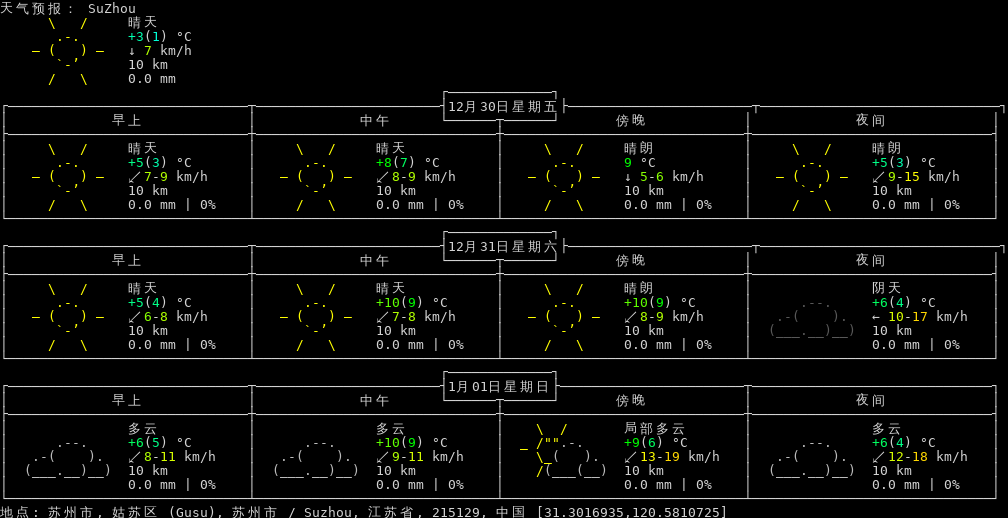 天气预报: SuZhou
晴天
+3(1) °C
↓ 7 km/h
10 km
0.0 mm
12月30日星期五
早上 中午 傍晚 夜间
晴天 晴天 晴朗 晴朗
+5(3) °C +8(7) °C 9 °C +5(3) °C
↙7-9 km/h ↙8-9 km/h ↓ 5-6 km/h ↙9-15 km/h
10 km 10 km 10 km 10 km
0.0 mm | 0% 0.0 mm | 0% 0.0 mm | 0% 0.0 mm | 0%
12月31日星期六
早上 中午 傍晚 夜间
晴天 晴天 晴朗 阴天
+5(4) °C +10(9) °C +10(9) °C +6(4) °C
↙6-8 km/h ↙7-8 km/h ↙8-9 km/h ← 10-17 km/h
10 km 10 km 10 km 10 km
0.0 mm | 0% 0.0 mm | 0% 0.0 mm | 0% 0.0 mm | 0%
1月01日星期日
早上 中午 傍晚 夜间
多云 多云 局部多云 多云
+6(5) °C +10(9) °C +9(6) °C +6(4) °C
↙8-11 km/h ↙9-11 km/h ↙13-19 km/h ↙12-18 km/h
10 km 10 km 10 km 10 km
0.0 mm | 0% 0.0 mm | 0% 0.0 mm | 0% 0.0 mm | 0%
地点: 苏州市, 姑苏区 (Gusu), 苏州市 / Suzhou, 江苏省, 215129, 中国 [31.3016935,120.5810725]